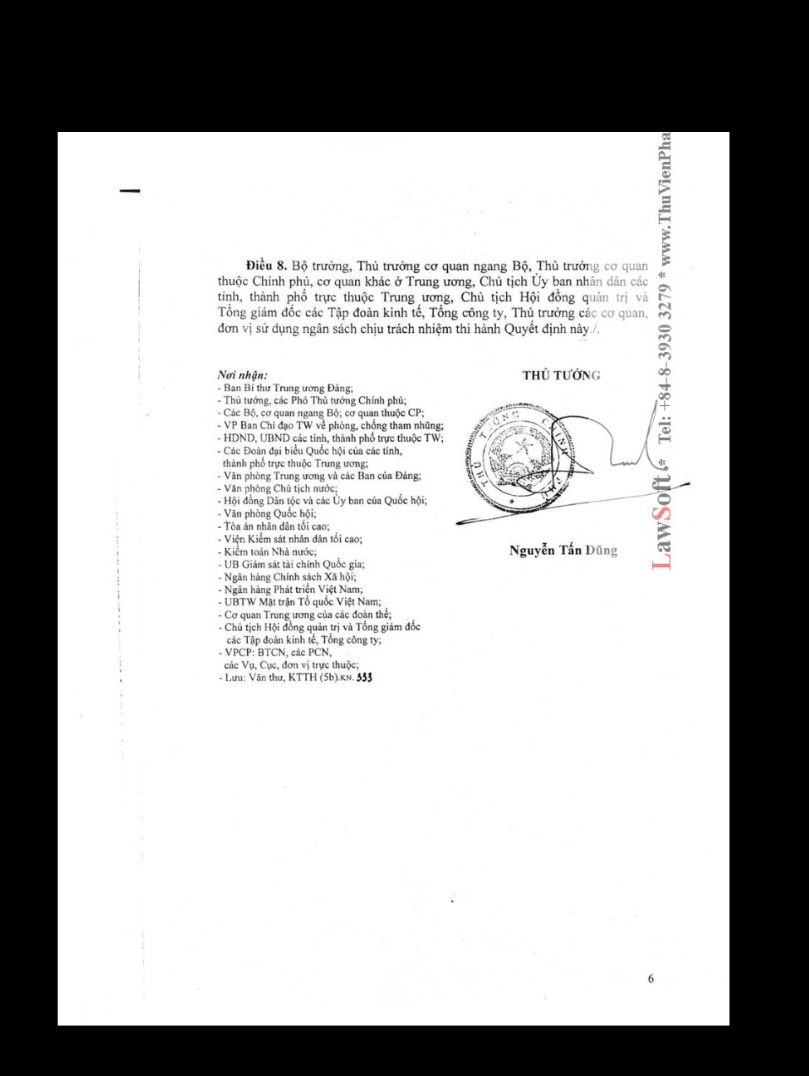 Điều 8. Bộ trưởng, Thủ trưởng cơ quan ngang Bộ, Thủ trưởng cơ quan
thuộc Chính phủ, cơ quan khác ở Trung ương, Chủ tịch Ủy ban nhân dân các
tỉnh, thành phố trực thuộc Trung ương, Chủ tịch Hội đồng quản trị và
Tổng giám đốc các Tập đoàn kinh tế, Tổng công ty, Thủ trưởng các cơ quan,
đơn vị sử dụng ngân sách chịu trách nhiệm thi hành Quyết định này./.
Nơi nhận:
- Ban Bí thư Trung ương Đảng;
- Thủ tướng, các Phó Thủ tướng Chính phủ;
- Các Bộ, cơ quan ngang Bộ; cơ quan thuộc CP;
- VP Ban Chỉ đạo TW về phòng, chống tham nhũng;
- HDND, UBND các tỉnh, thành phố trực thuộc TW;
- Các Đoàn đại biểu Quốc hội của các tỉnh,
thành phố trực thuộc Trung ương;
- Văn phòng Trung ương và các Ban của Đảng;
- Văn phòng Chủ tịch nước;
- Hội đồng Dân tộc và các Ủy ban của Quốc hội;
- Văn phòng Quốc hội;
- Tòa án nhân dân tối cao;
- Viện Kiểm sát nhân dân tối cao;
- Kiểm toán Nhà nước;
- UB Giám sát tài chính Quốc gia;
- Ngân hàng Chính sách Xã hội;
- Ngân hàng Phát triển Việt Nam;
- UBTW Mặt trận Tổ quốc Việt Nam;
- Cơ quan Trung ương của các đoàn thể;
- Chủ tịch Hội đồng quản trị và Tổng giám đốc
các Tập đoàn kinh tế, Tổng công ty;
- VPCP: BTCN, các PCN,
các Vụ, Cục, đơn vị trực thuộc;
- Lưu: Văn thư, KTTH (5b).KN. 333
THỦ TƯỚNG
THỦ TƯỚNG CHÍNH PHỦ
Nguyễn Tấn Dũng
LawSoft * Tel: +84-8-3930 3279 * www.ThuVienPha
6